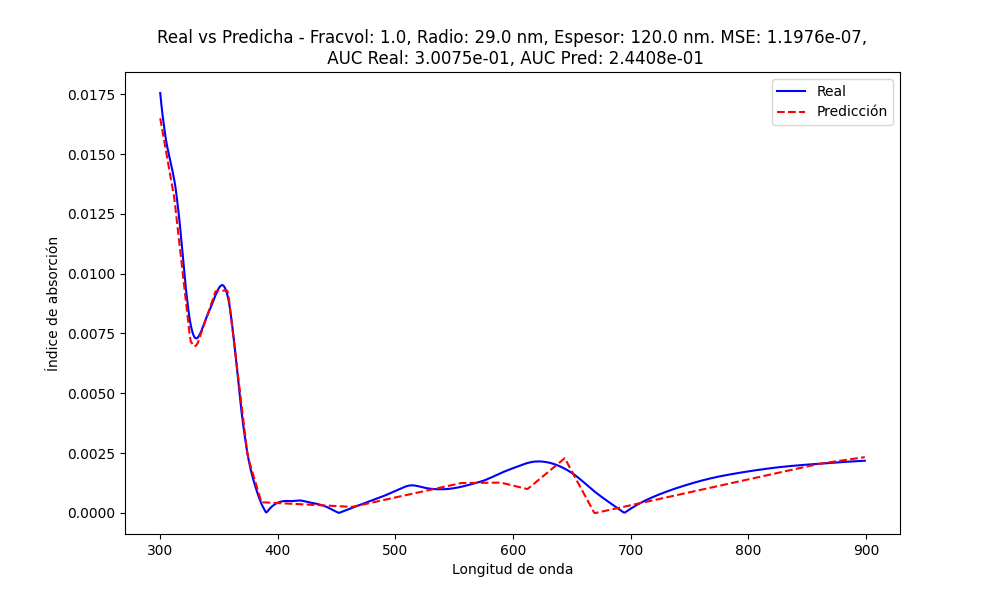 Real vs Predicha - Fracvol: 1.0, Radio: 29.0 nm, Espesor: 120.0 nm. MSE: 1.1976e-07,
AUC Real: 3.0075e-01, AUC Pred: 2.4408e-01
Real
Predicción
Índice de absorción
0.0175
0.0150
0.0125
0.0100
0.0075
0.0050
0.0025
0.0000
300 400 500 600 700 800 900
Longitud de onda